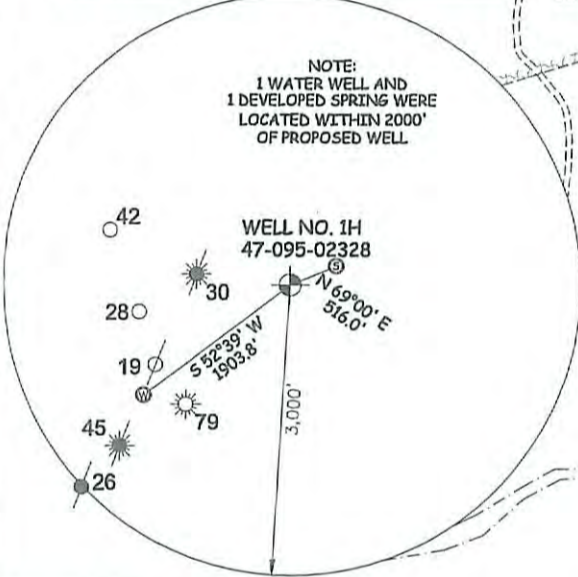 NOTE:
1 WATER WELL AND
1 DEVELOPED SPRING WERE
LOCATED WITHIN 2000'
OF PROPOSED WELL
42
WELL NO. 1H
47-095-02328
S
30
N 69°00' E
516.0'
28
S 52°39' W
1903.8'
19
W
79
3,000'
45
26